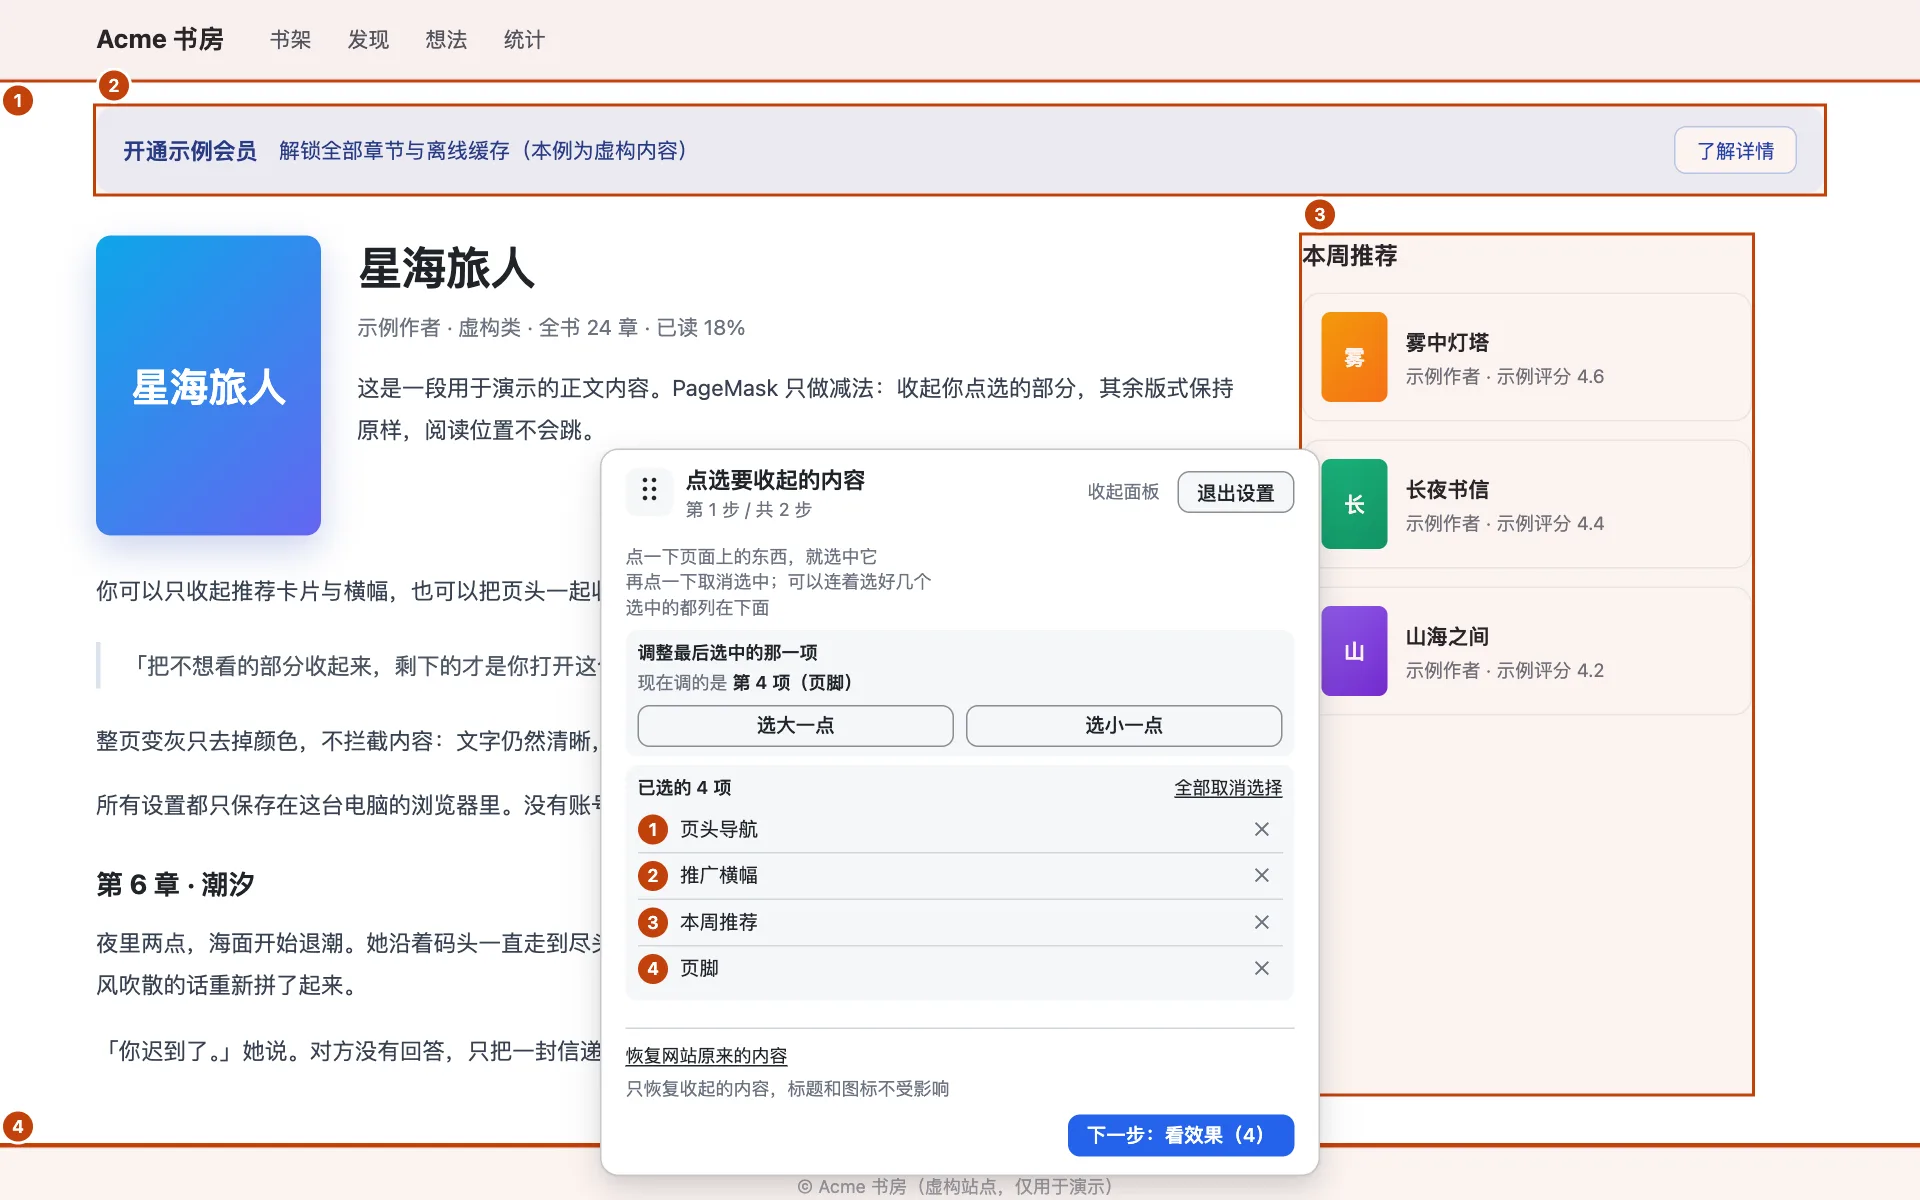 Acme 书房
书架
发现
想法
统计
1
2
开通示例会员
解锁全部章节与离线缓存（本例为虚构内容）
了解详情
星海旅人
星海旅人
示例作者 · 虚构类 · 全书 24 章 · 已读 18%
这是一段用于演示的正文内容。PageMask 只做减法：收起你点选的部分，其余版式保持
原样，阅读位置不会跳。
你可以只收起推荐卡片与横幅，也可以把页头一起
「把不想看的部分收起来，剩下的才是你打开这
整页变灰只去掉颜色，不拦截内容：文字仍然清晰，
所有设置都只保存在这台电脑的浏览器里。没有账
第 6 章 · 潮汐
夜里两点，海面开始退潮。她沿着码头一直走到尽
风吹散的话重新拼了起来。
「你迟到了。」她说。对方没有回答，只把一封信递
3
本周推荐
雾
雾中灯塔
示例作者 · 示例评分 4.6
长
长夜书信
示例作者 · 示例评分 4.4
山
山海之间
示例作者 · 示例评分 4.2
点选要收起的内容
第 1 步 / 共 2 步
收起面板
退出设置
点一下页面上的东西，就选中它
再点一下取消选中；可以连着选好几个
选中的都列在下面
调整最后选中的那一项
现在调的是 第 4 项（页脚）
选大一点
选小一点
已选的 4 项
全部取消选择
1 页头导航
2 推广横幅
3 本周推荐
4 页脚
恢复网站原来的内容
只恢复收起的内容，标题和图标不受影响
下一步：看效果（4）
4
© Acme 书房（虚构站点，仅用于演示）